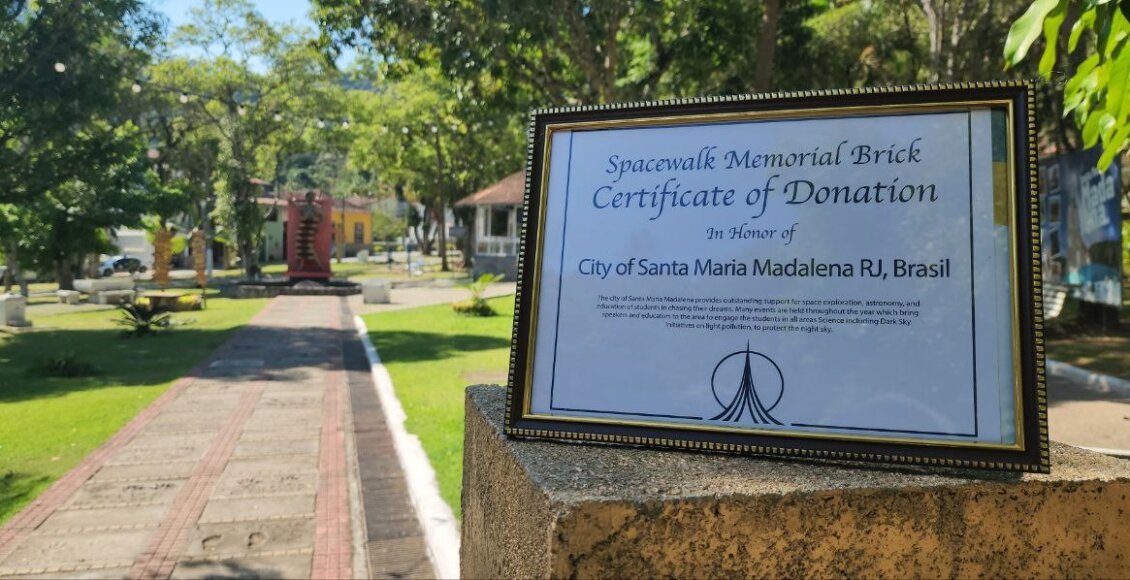 Spacewalk Memorial Brick
Certificate of Donation
In Honor of
City of Santa Maria Madalena RJ, Brasil
The city of Santa Maria Madalena provides outstanding support for space exploration, astronomy, and
education of students in chasing their dreams. Many events are held throughout the year which bring
speakers and educators to the area to engage the students in all areas Science including Dark Sky
Initiatives on light pollution, to protect the night sky.